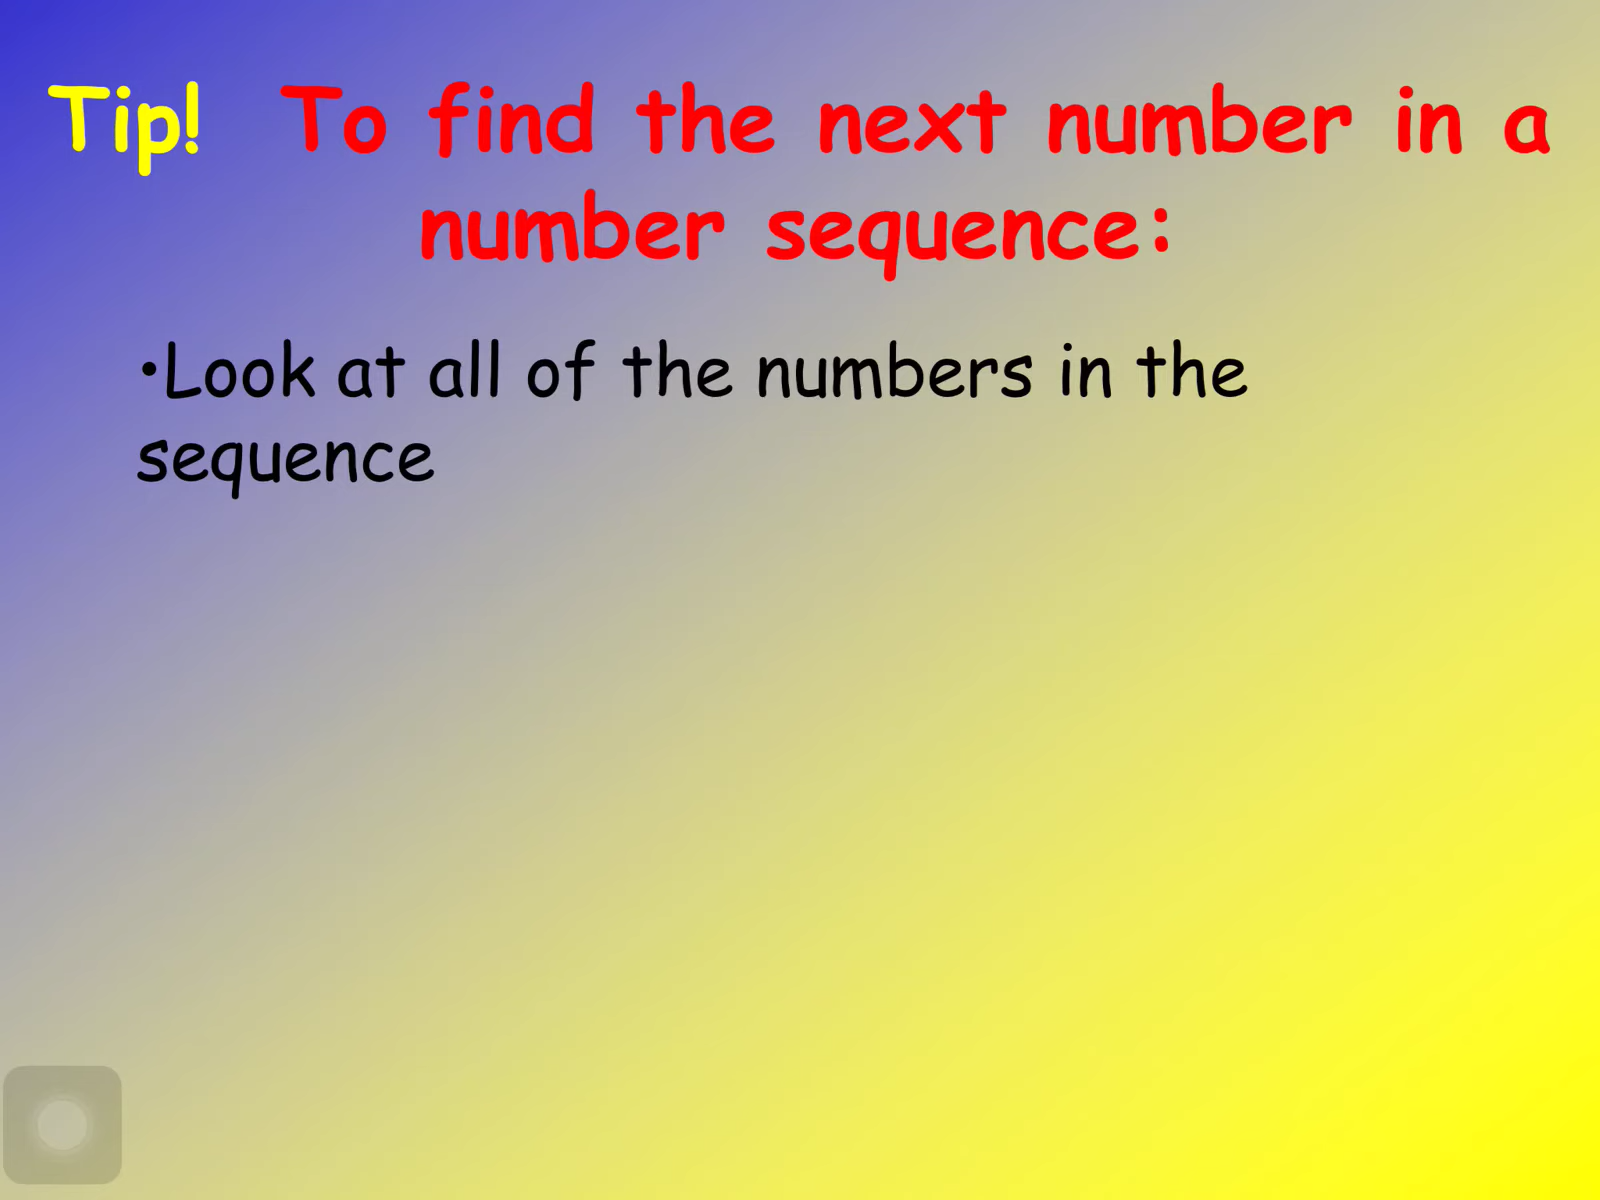 Tip! To find the next number in a
number sequence:
•Look at all of the numbers in the
sequence